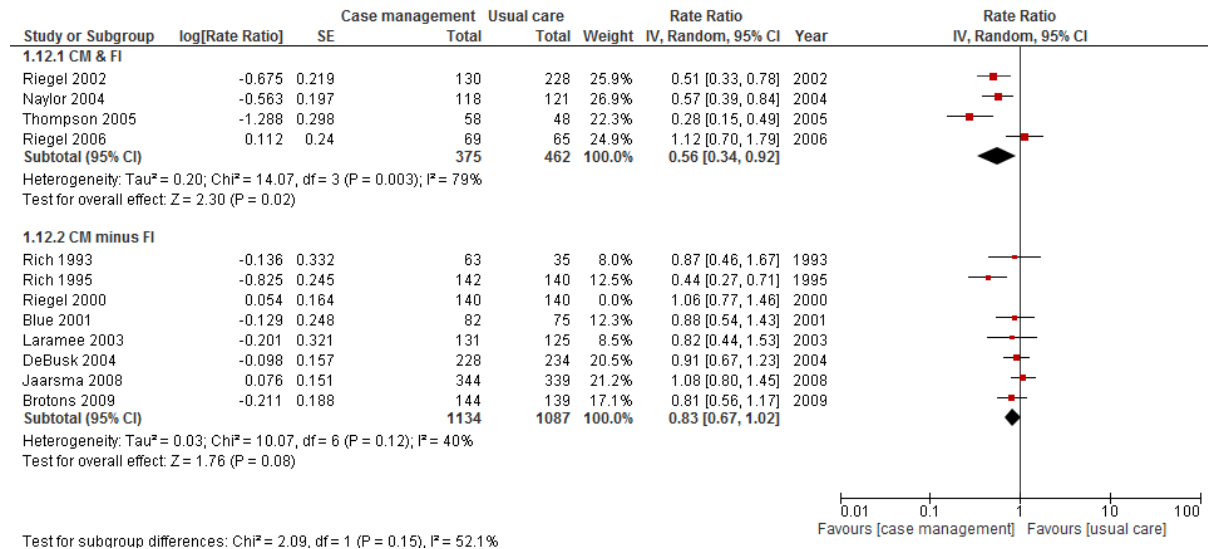 Case management Usual care Rate Ratio Rate Ratio
Study or Subgroup log[Rate Ratio] SE Total Total Weight IV, Random, 95% CI Year IV, Random, 95% CI
1.12.1 CM & FI
Riegel 2002 -0.675 0.219 130 228 25.9% 0.51 [0.33, 0.78] 2002
Naylor 2004 -0.563 0.197 118 121 26.9% 0.57 [0.39, 0.84] 2004
Thompson 2005 -1.288 0.298 58 48 22.3% 0.28 [0.15, 0.49] 2005
Riegel 2006 0.112 0.24 69 65 24.9% 1.12 [0.70, 1.79] 2006
Subtotal (95% CI) 375 462 100.0% 0.56 [0.34, 0.92]
Heterogeneity: Tau² = 0.20; Chi² = 14.07, df = 3 (P = 0.003); I² = 79%
Test for overall effect: Z = 2.30 (P = 0.02)
1.12.2 CM minus FI
Rich 1993 -0.136 0.332 63 35 8.0% 0.87 [0.46, 1.67] 1993
Rich 1995 -0.825 0.245 142 140 12.5% 0.44 [0.27, 0.71] 1995
Riegel 2000 0.054 0.164 140 140 0.0% 1.06 [0.77, 1.46] 2000
Blue 2001 -0.129 0.248 82 75 12.3% 0.88 [0.54, 1.43] 2001
Laramee 2003 -0.201 0.321 131 125 8.5% 0.82 [0.44, 1.53] 2003
DeBusk 2004 -0.098 0.157 228 234 20.5% 0.91 [0.67, 1.23] 2004
Jaarsma 2008 0.076 0.151 344 339 21.2% 1.08 [0.80, 1.45] 2008
Brotons 2009 -0.211 0.188 144 139 17.1% 0.81 [0.56, 1.17] 2009
Subtotal (95% CI) 1134 1087 100.0% 0.83 [0.67, 1.02]
Heterogeneity: Tau² = 0.03; Chi² = 10.07, df = 6 (P = 0.12); I² = 40%
Test for overall effect: Z = 1.76 (P = 0.08)
0.01 0.1 1 10 100
Favours [case management] Favours [usual care]
Test for subgroup differences: Chi² = 2.09, df = 1 (P = 0.15), I² = 52.1%